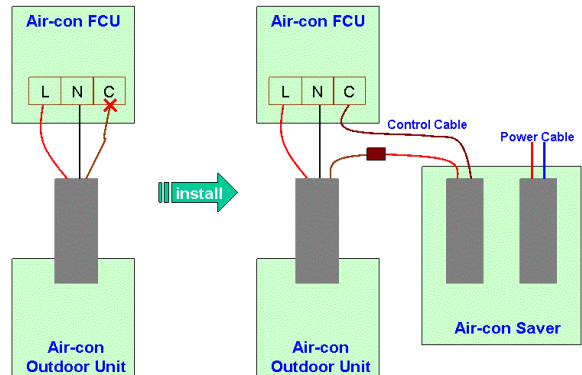 Air-con FCU
L N C
Air-con
Outdoor Unit
install
Air-con FCU
L N C
Control Cable
Power Cable
Air-con
Outdoor Unit
Air-con Saver